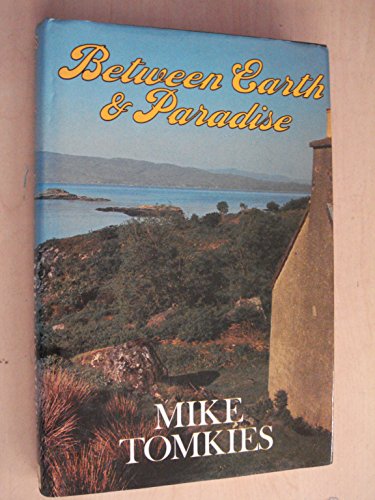 Between Earth
& Paradise
MIKE
TOMKIES